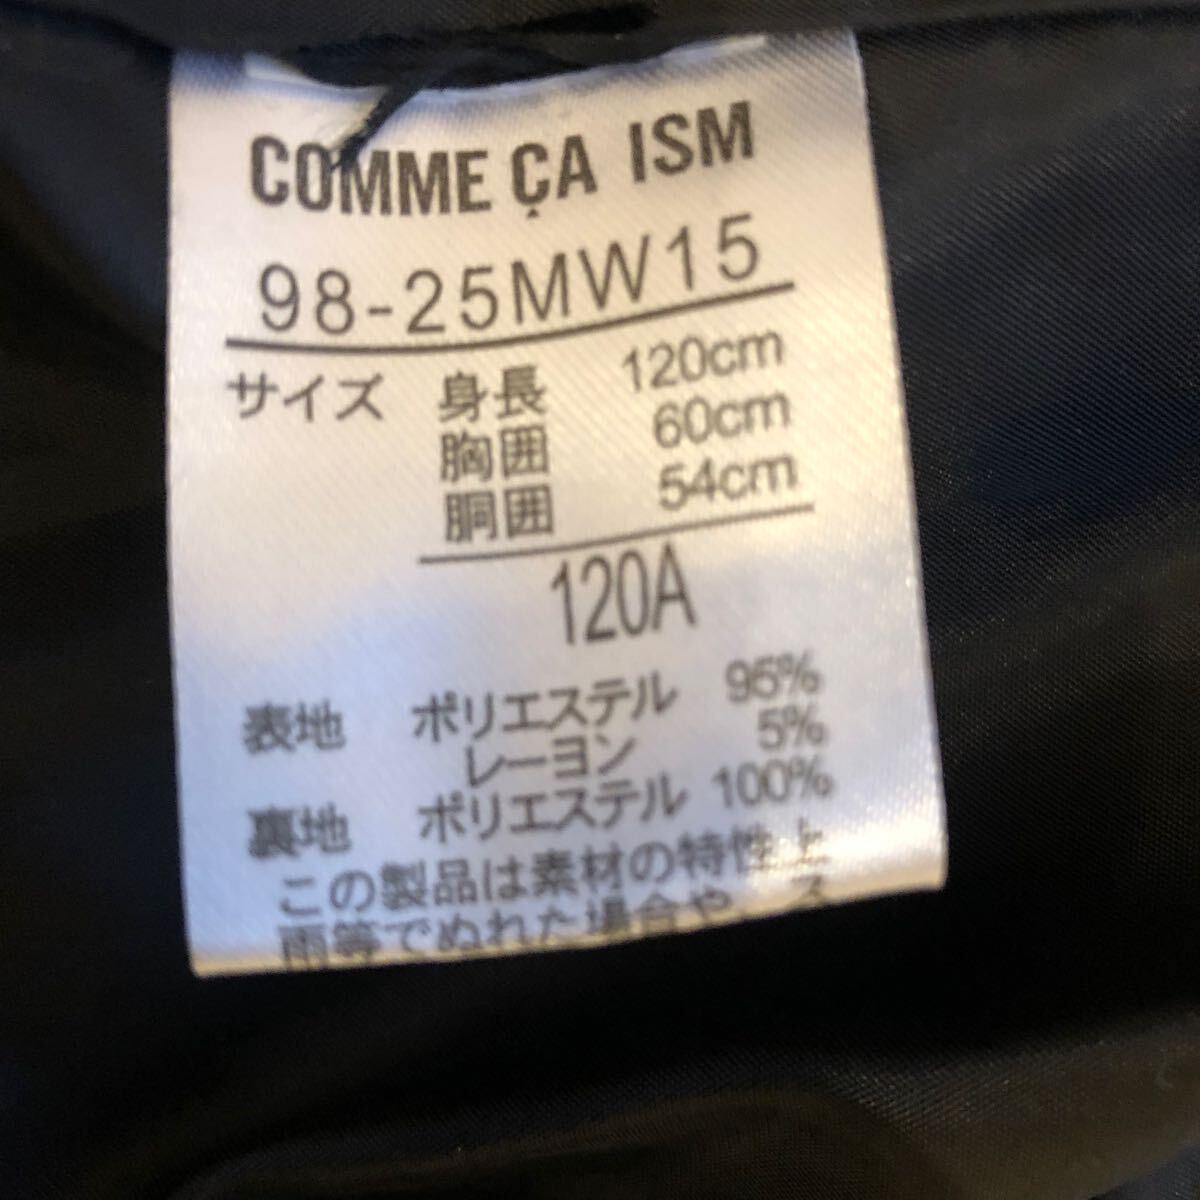 COMME ÇA ISM
98-25MW15
サイズ 身長 120cm
胸囲 60cm
胴囲 54cm
120A
表地 ポリエステル 95%
レーヨン 5%
裏地 ポリエステル 100%
この製品は素材の特性上
雨等でぬれた場合や、ス